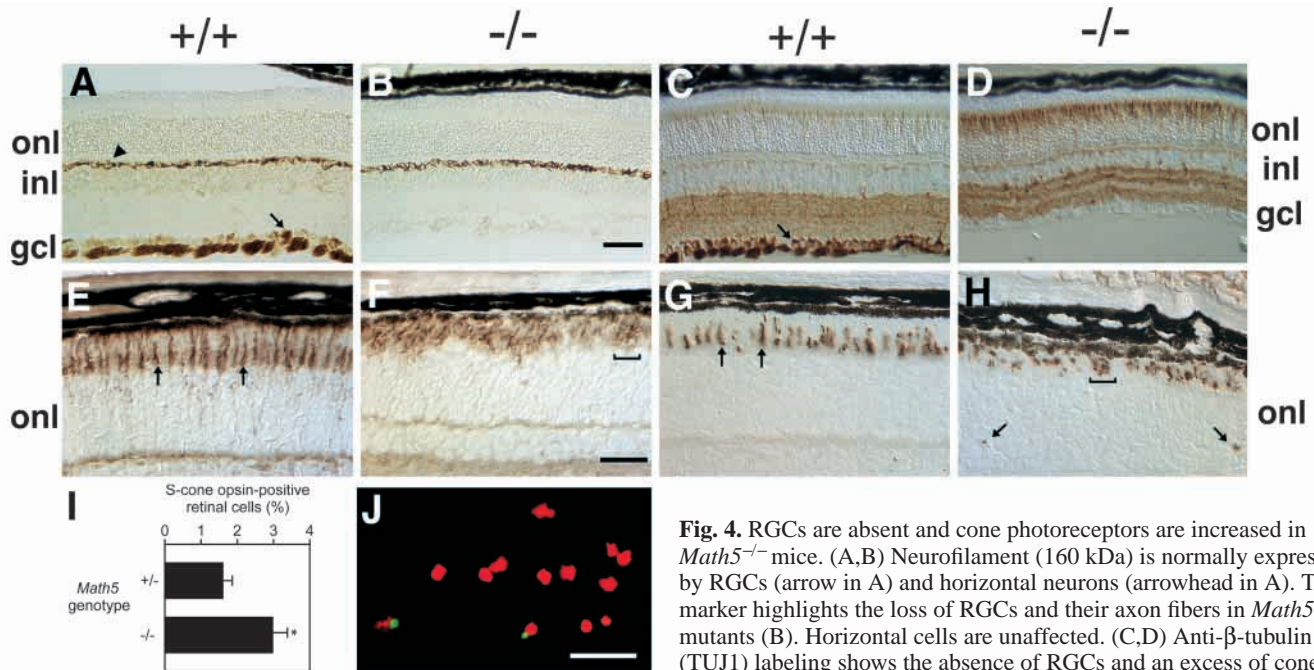 +/+ -/- +/+ -/-
A B C D
onl onl
inl inl
gcl gcl
E F G H
onl onl
I J
S-cone opsin-positive
retinal cells (%)
0 1 2 3 4
+/-
Math5
genotype
-/- *
Fig. 4. RGCs are absent and cone photoreceptors are increased in
Math5−/− mice. (A,B) Neurofilament (160 kDa) is normally expres
by RGCs (arrow in A) and horizontal neurons (arrowhead in A). T
marker highlights the loss of RGCs and their axon fibers in Math5
mutants (B). Horizontal cells are unaffected. (C,D) Anti-β-tubulin
(TUJ1) labeling shows the absence of RGCs and an excess of cone